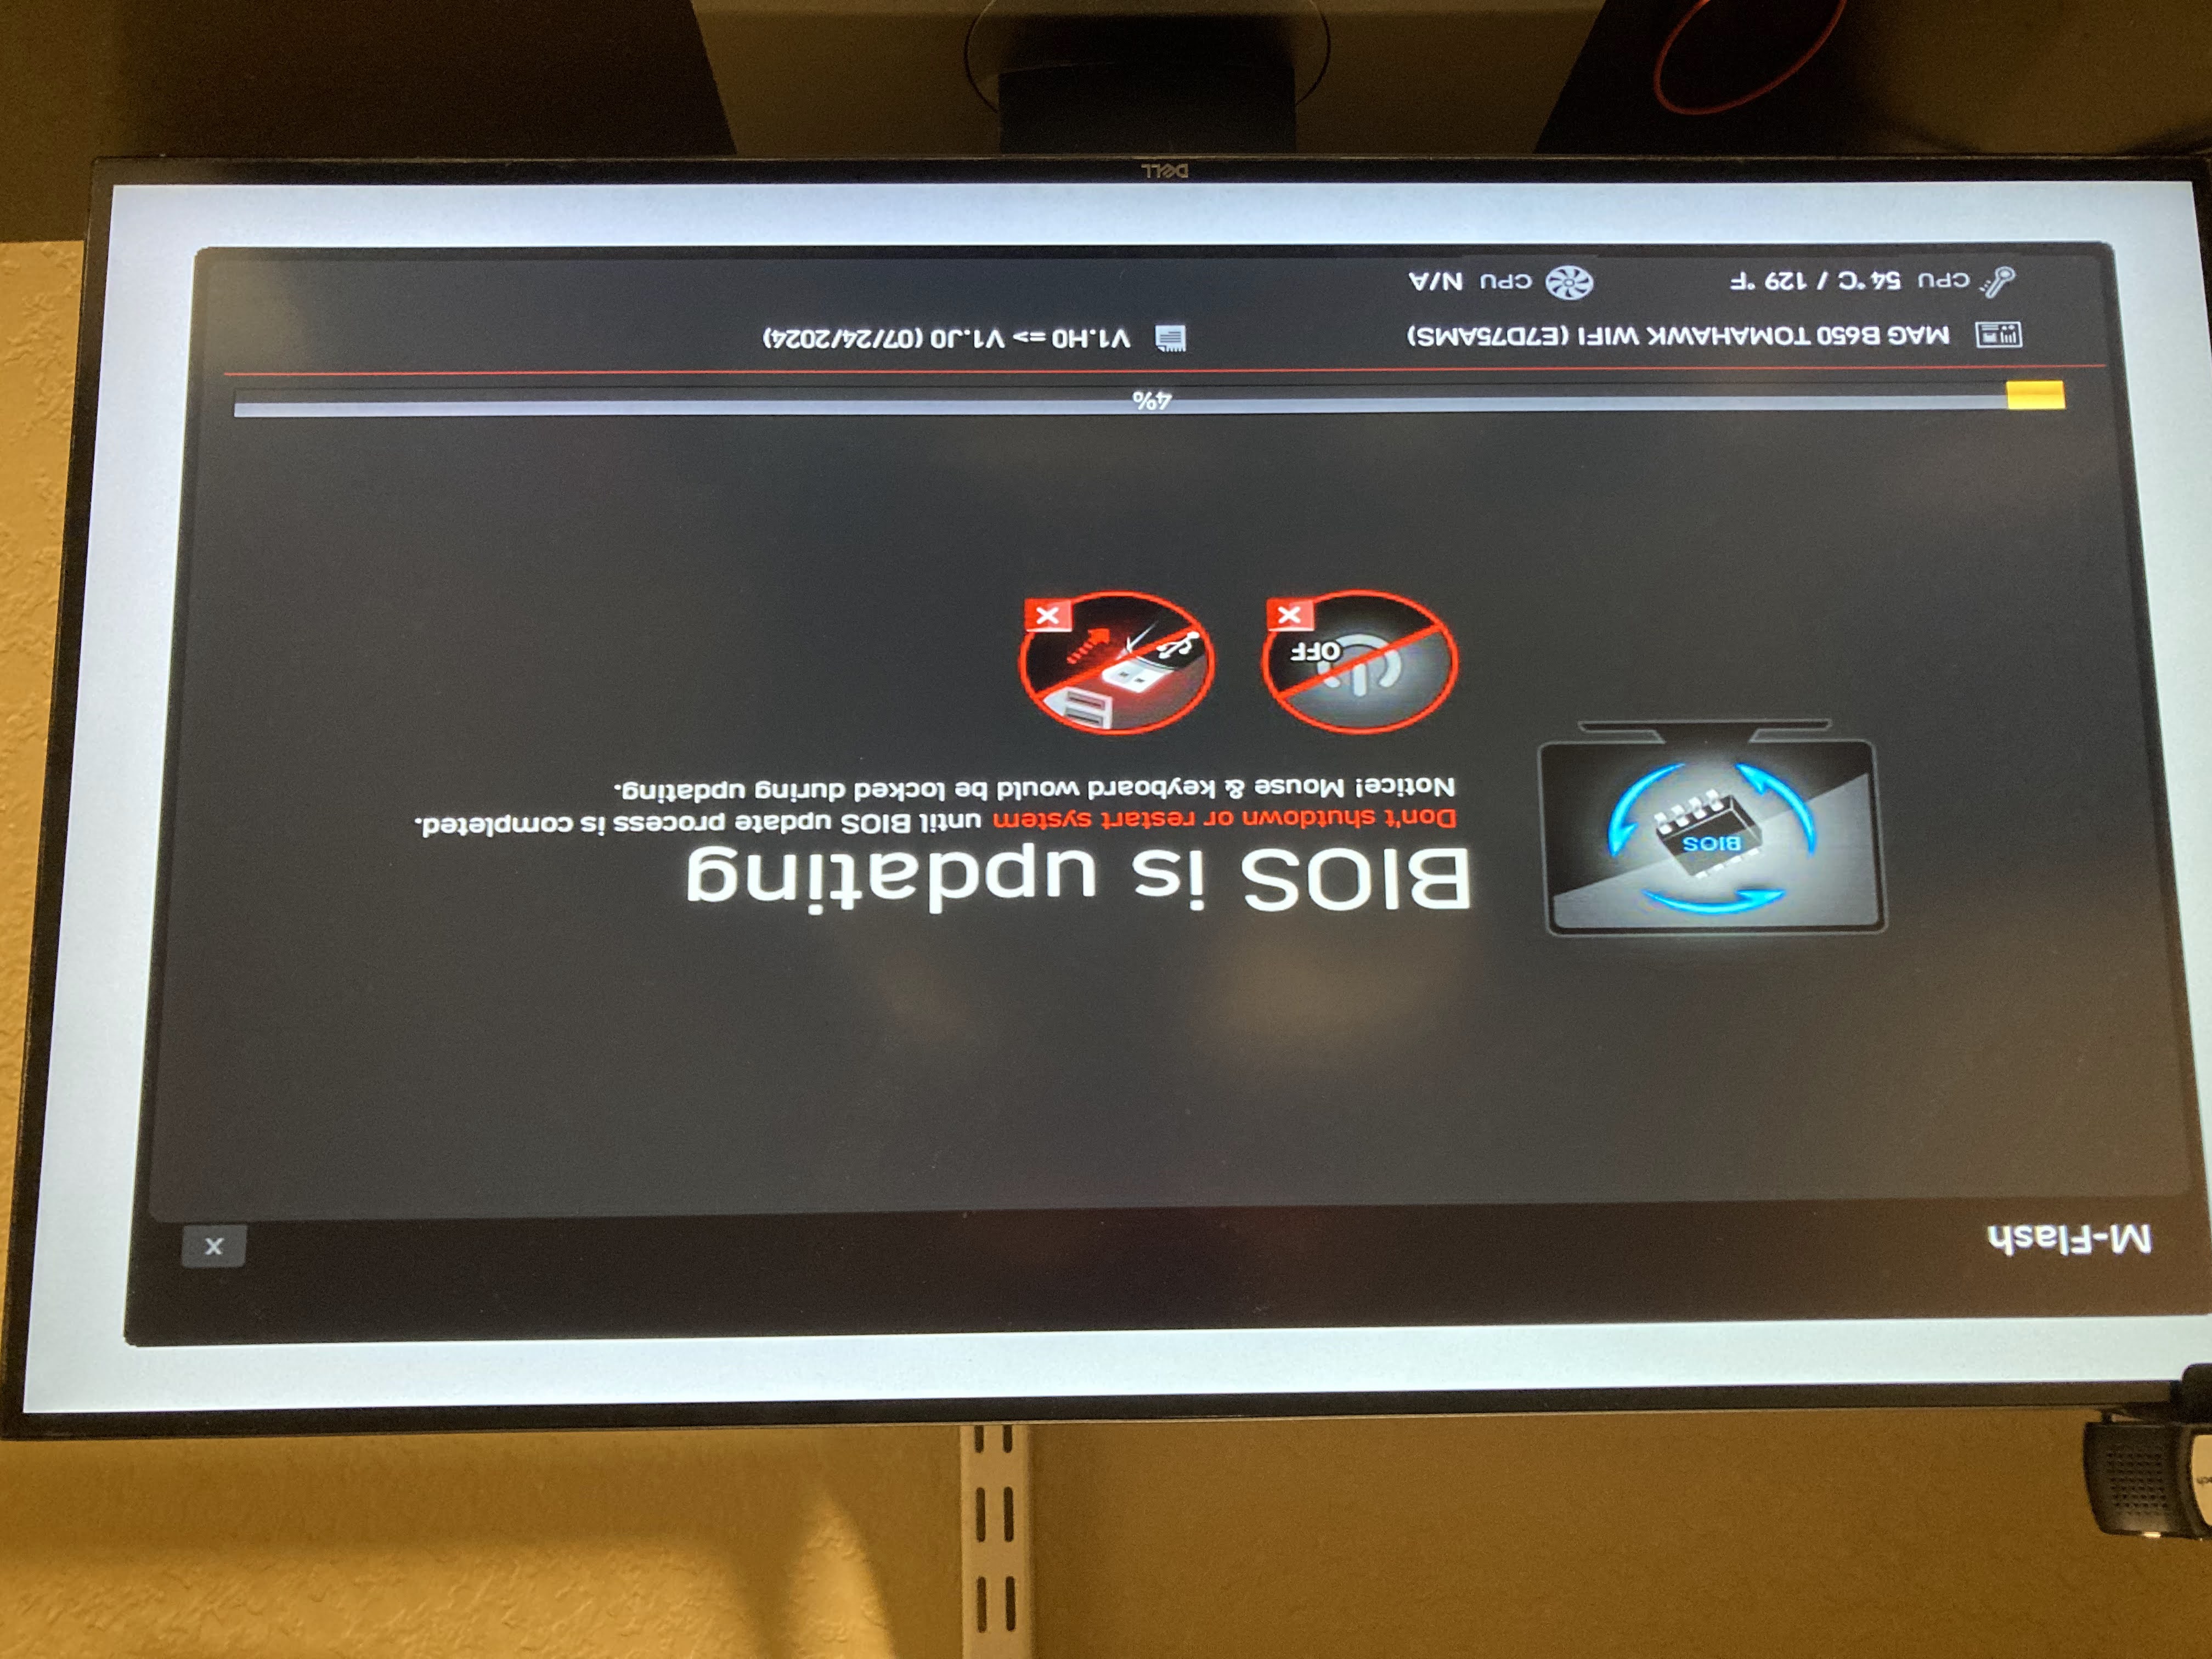 ech
M-Flash
X
BIOS
BIOS is updating
Don't shutdown or restart system until BIOS update process is completed.
Notice! Mouse & keyboard would be locked during updating.
OFF
4%
MAG B650 TOMAHAWK WIFI (E7D75AMS)
V1.H0 => V1.J0 (07/24/2024)
CPU 54 °C / 129 °F
CPU N/A
DELL